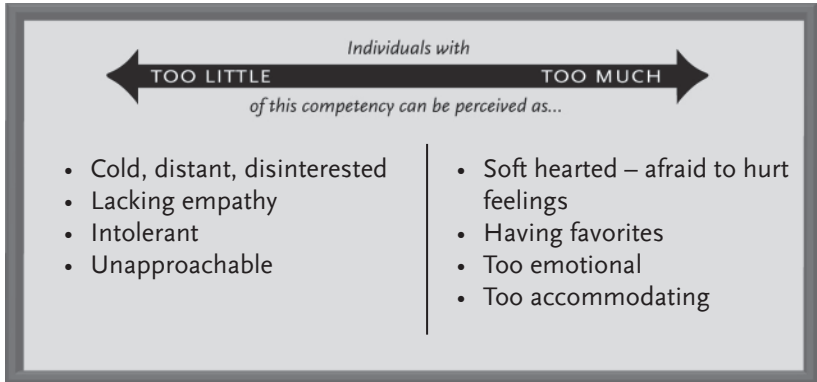 Individuals with
TOO LITTLE TOO MUCH
of this competency can be perceived as...
• Cold, distant, disinterested
• Lacking empathy
• Intolerant
• Unapproachable
• Soft hearted – afraid to hurt
feelings
• Having favorites
• Too emotional
• Too accommodating